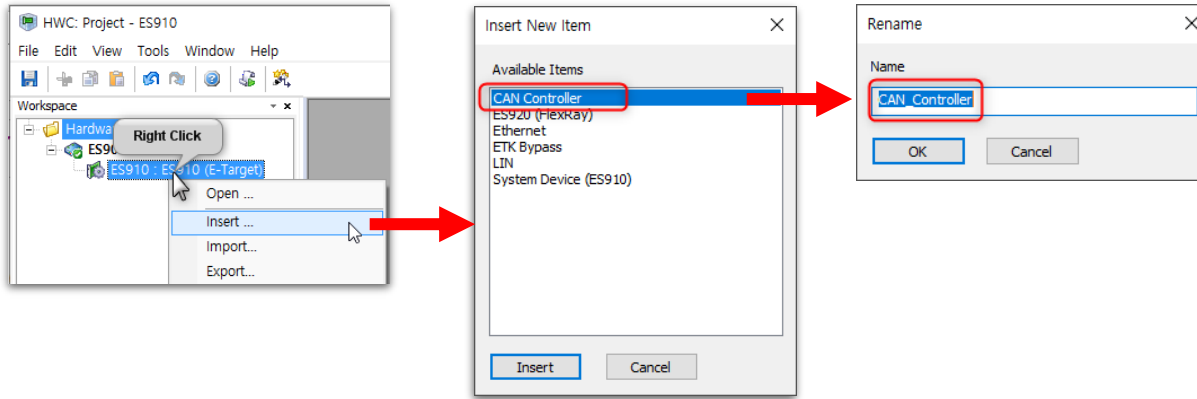 HWC: Project - ES910
File Edit View Tools Window Help
Workspace
Hardwa
Right Click
ES90
ES910 : ES910 (E-Target)
Open ...
Insert ...
Import...
Export...
Insert New Item
Available Items
CAN Controller
ES920 (FlexRay)
Ethernet
ETK Bypass
LIN
System Device (ES910)
Insert Cancel
Rename
Name
CAN_Controller
OK Cancel